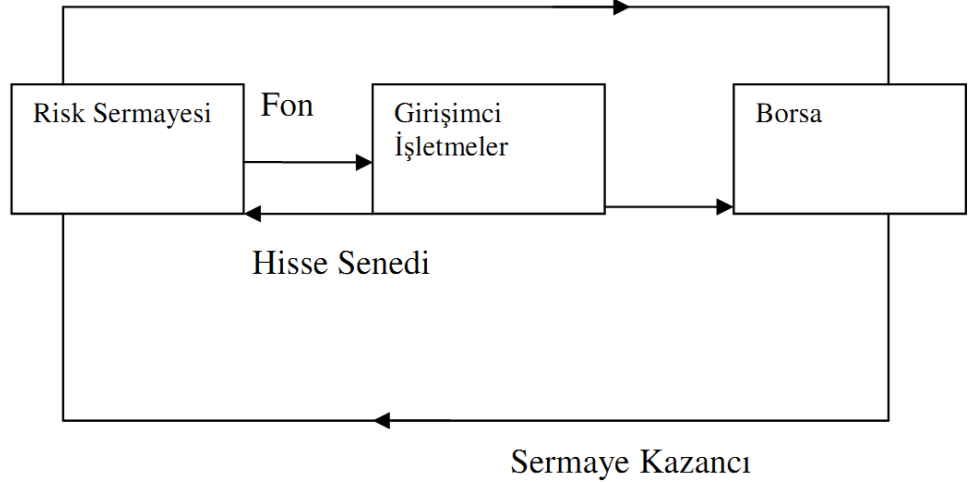 Risk Sermayesi
Fon
Girişimci
İşletmeler
Borsa
Hisse Senedi
Sermaye Kazancı